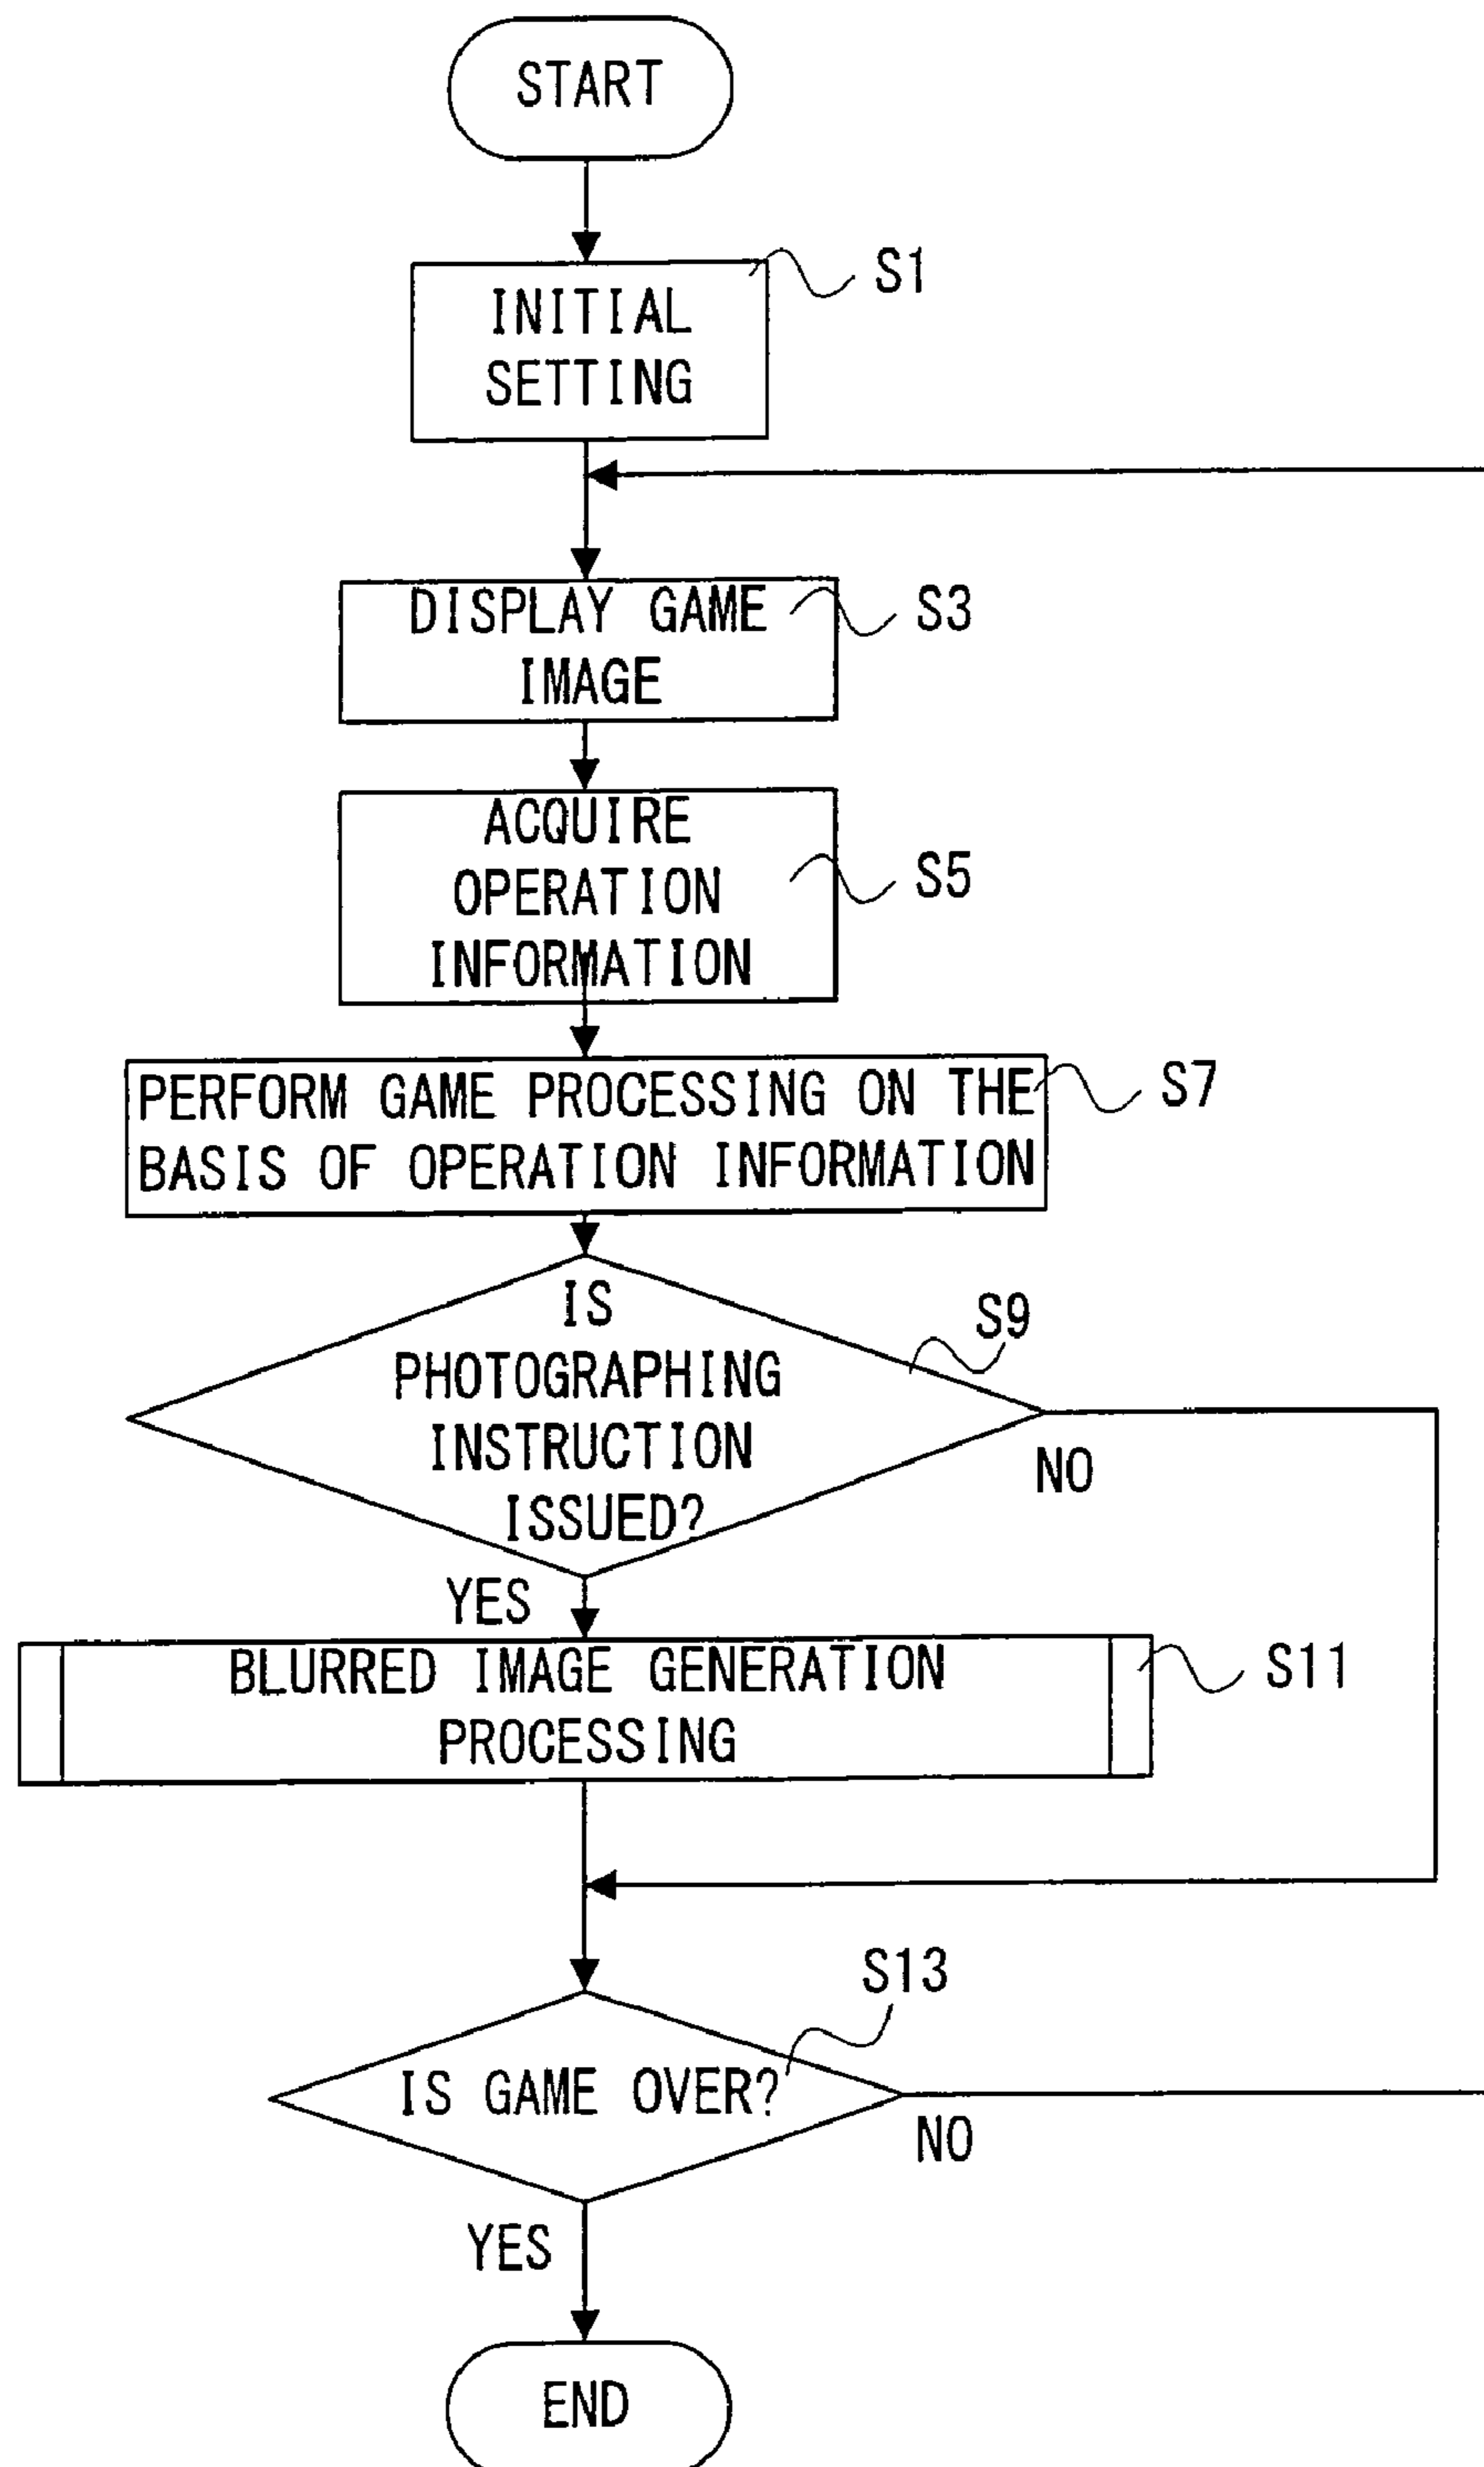 START
S1
INITIAL
SETTING
DISPLAY GAME
IMAGE
S3
ACQUIRE
OPERATION
INFORMATION
S5
PERFORM GAME PROCESSING ON THE
BASIS OF OPERATION INFORMATION
S7
IS
PHOTOGRAPHING
INSTRUCTION
ISSUED?
S9
NO
YES
BLURRED IMAGE GENERATION
PROCESSING
S11
S13
IS GAME OVER?
NO
YES
END